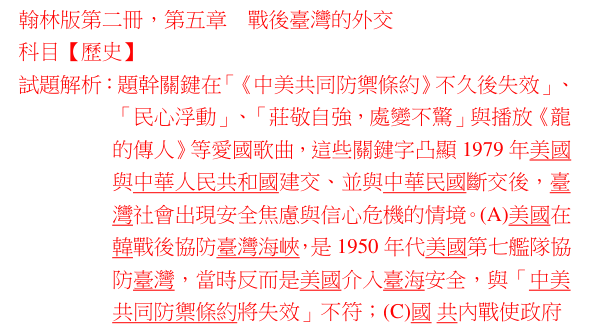 翰林版第二冊，第五章　戰後臺灣的外交
科目【歷史】
試題解析：題幹關鍵在「《中美共同防禦條約》不久後失效」、
「民心浮動」、「莊敬自強，處變不驚」與播放《龍
的傳人》等愛國歌曲，這些關鍵字凸顯 1979 年美國
與中華人民共和國建交、並與中華民國斷交後，臺
灣社會出現安全焦慮與信心危機的情境。(A)美國在
韓戰後協防臺灣海峽，是 1950 年代美國第七艦隊協
防臺灣，當時反而是美國介入臺海安全，與「中美
共同防禦條約將失效」不符；(C)國 共內戰使政府